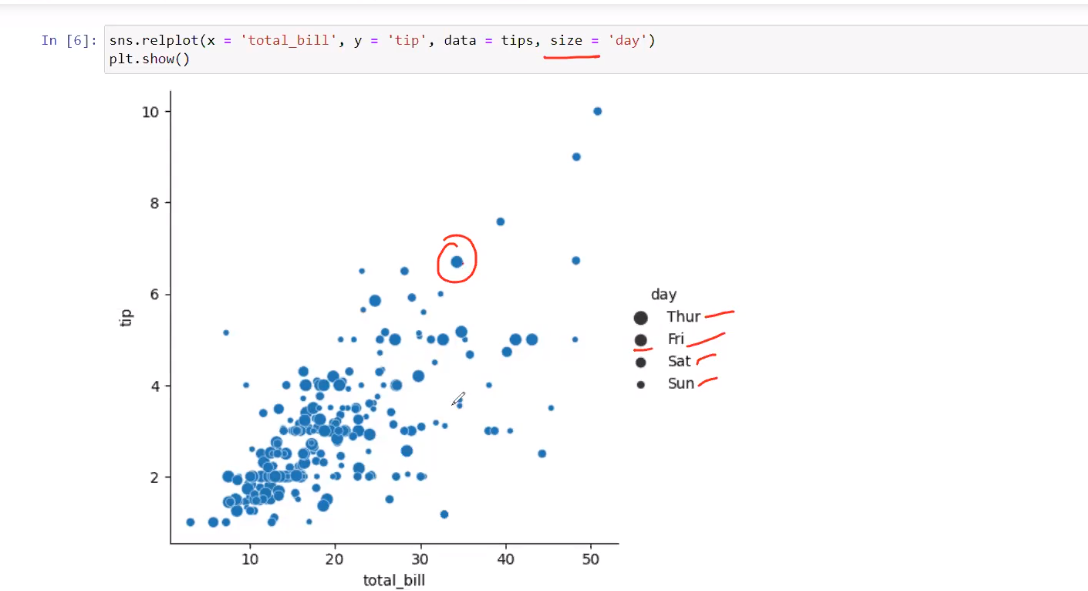 In [6]: sns.relplot(x = 'total_bill', y = 'tip', data = tips, size = 'day')
plt.show()
10
8
6
4
2
tip
10 20 30 40 50
total_bill
day
Thur
Fri
Sat
Sun